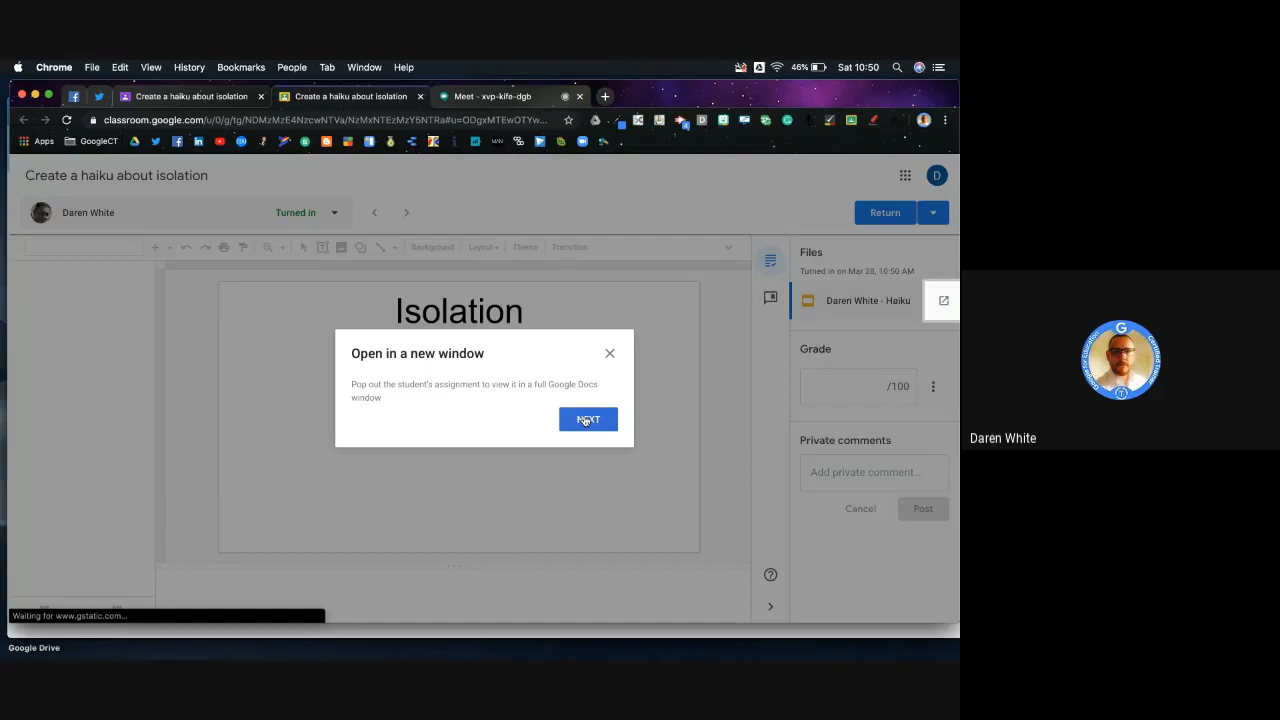 Chrome File Edit View History Bookmarks People Tab Window Help
46% Sat 10:50
Create a haiku about isolation
Create a haiku about isolation
Meet - xvp-kife-dgb
Apps
GoogleCT
Create a haiku about isolation
D
Daren White
Turned in
Return
Background Layout Theme Transition
Files
Turned in on Mar 28, 10:50 AM
Daren White - Haiku
Isolation
Open in a new window
Pop out the student's assignment to view it in a full Google Docs
window
NEXT
Grade
/100
Private comments
Add private comment...
Cancel
Post
Waiting for www.gstatic.com...
Google Drive
Daren White